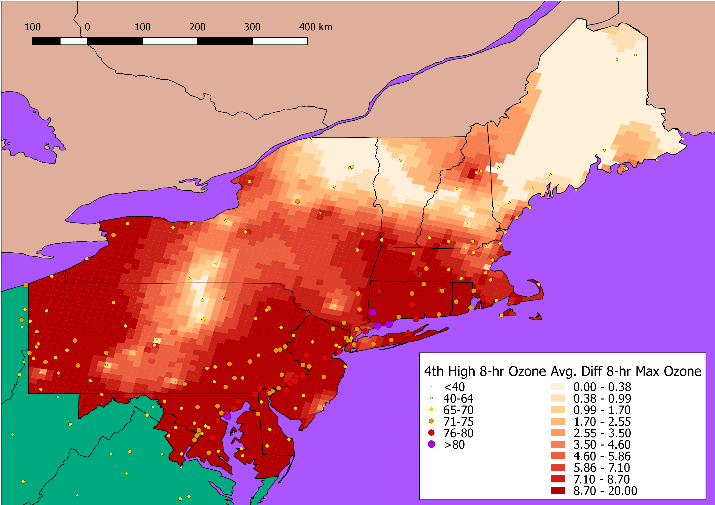 100 0 100 200 300 400 km
4th High 8-hr Ozone Avg. Diff 8-hr Max Ozone
<40 0.00 - 0.38
40-64 0.38 - 0.99
65-70 0.99 - 1.70
71-75 1.70 - 2.55
76-80 2.55 - 3.50
>80 3.50 - 4.60
4.60 - 5.86
5.86 - 7.10
7.10 - 8.70
8.70 - 20.00